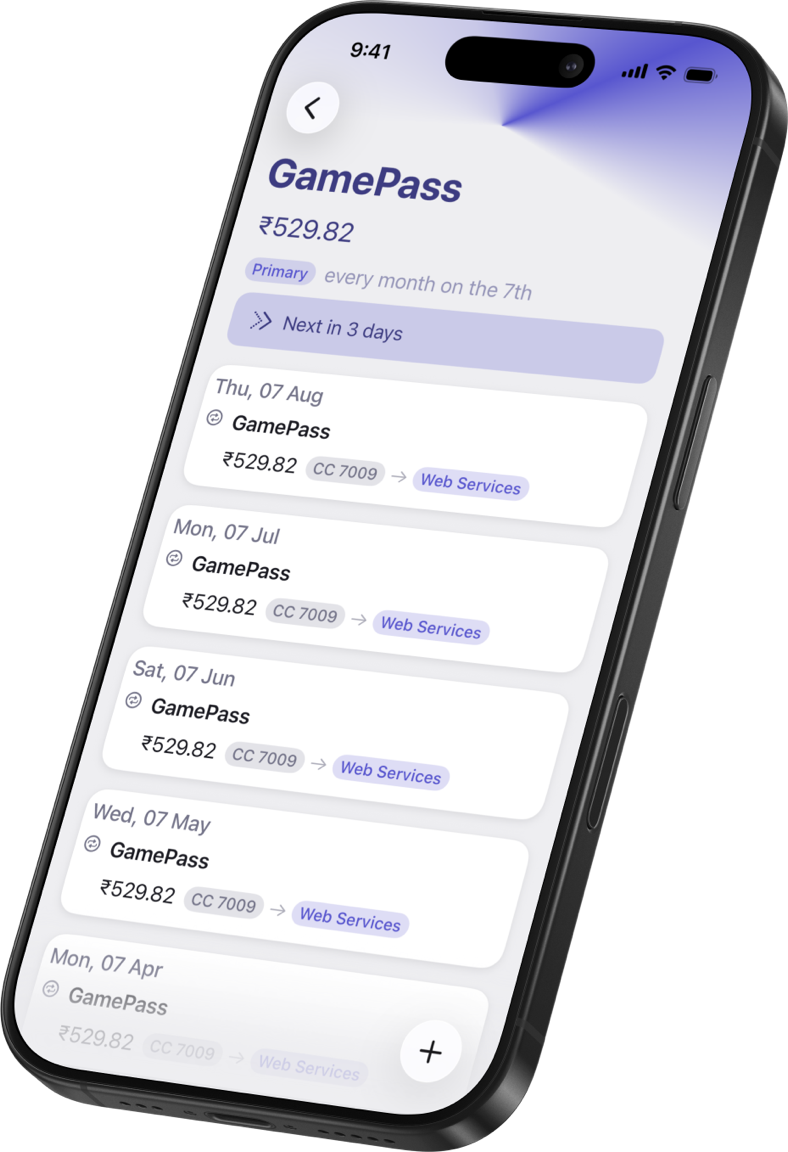 9:41
GamePass
₹529.82
Primary every month on the 7th
Next in 3 days
Thu, 07 Aug
GamePass
₹529.82 CC 7009 → Web Services
Mon, 07 Jul
GamePass
₹529.82 CC 7009 → Web Services
Sat, 07 Jun
GamePass
₹529.82 CC 7009 → Web Services
Wed, 07 May
GamePass
₹529.82 CC 7009 → Web Services
Mon, 07 Apr
GamePass
₹529.82 CC 7009 → Web Services